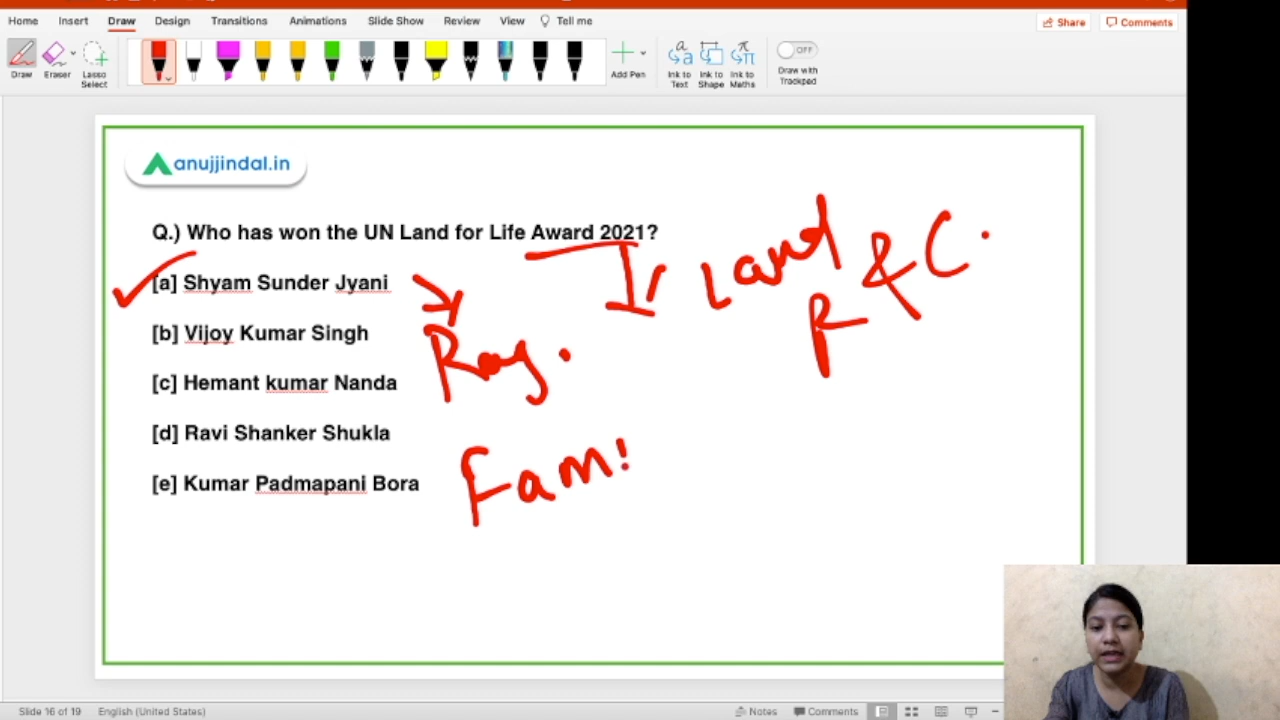 Home Insert Draw Design Transitions Animations Slide Show Review View Tell me Share Comments
Draw Eraser Lasso Select Add Pen Ink to Text Ink to Shape Ink to Maths Draw with Trackpad
OFF
anujjindal.in
Q.) Who has won the UN Land for Life Award 2021?
[a] Shyam Sunder Jyani
[b] Vijoy Kumar Singh
[c] Hemant kumar Nanda
[d] Ravi Shanker Shukla
[e] Kumar Padmapani Bora
Land
R & C.
Raj.
Fam
Slide 16 of 19 English (United States) Notes Comments